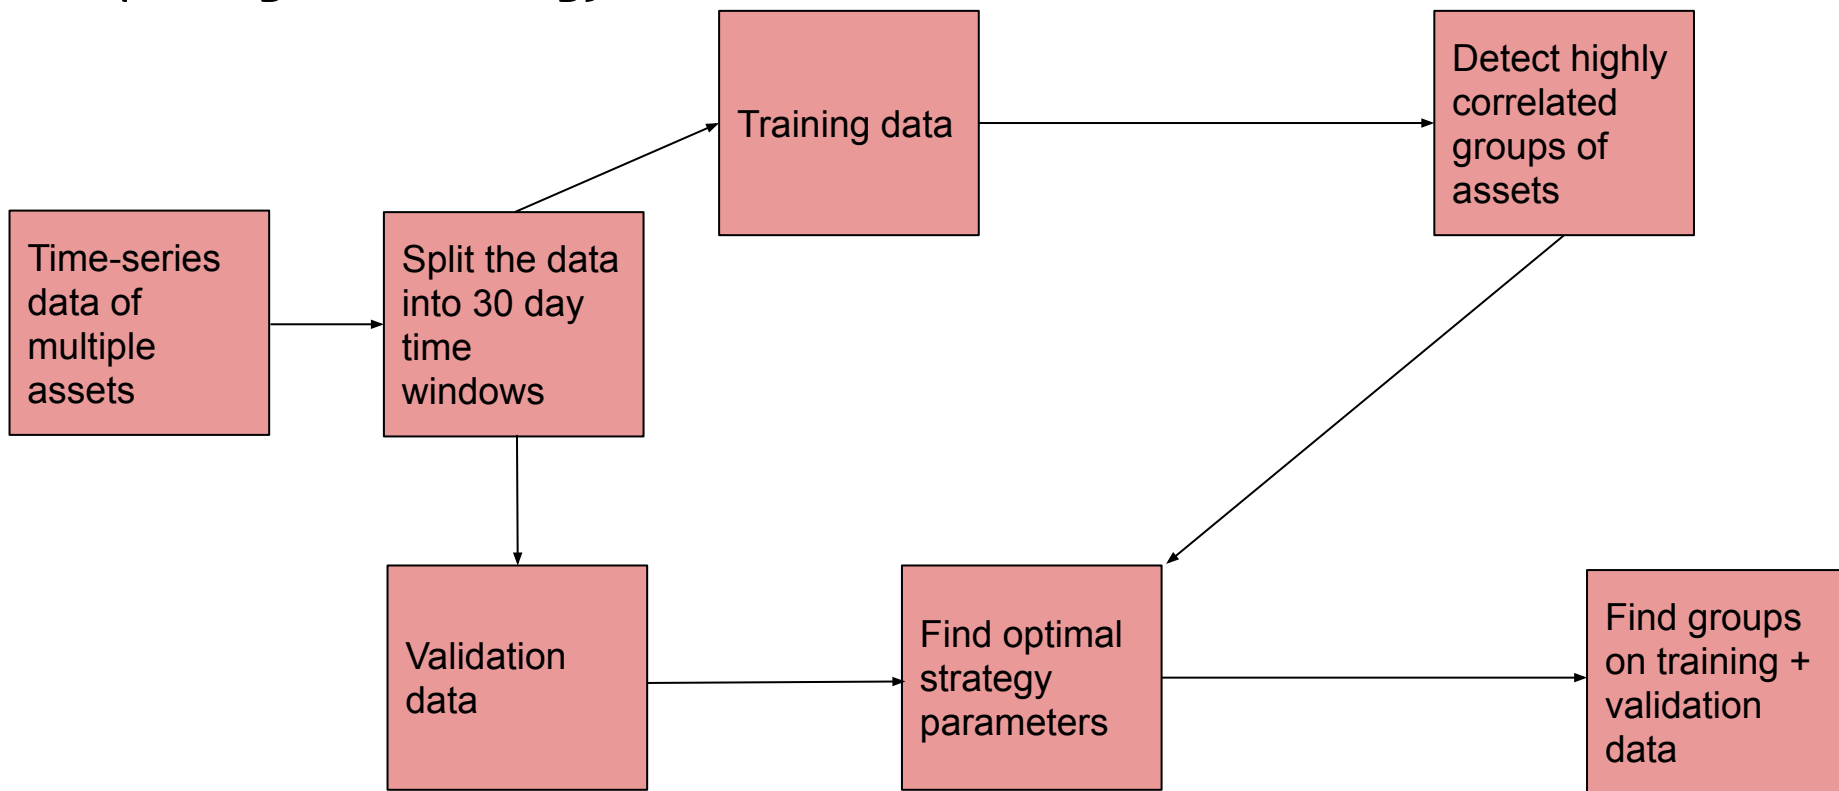 Training data
Detect highly
correlated
groups of
assets
Time-series
data of
multiple
assets
Split the data
into 30 day
time
windows
Validation
data
Find optimal
strategy
parameters
Find groups
on training +
validation
data